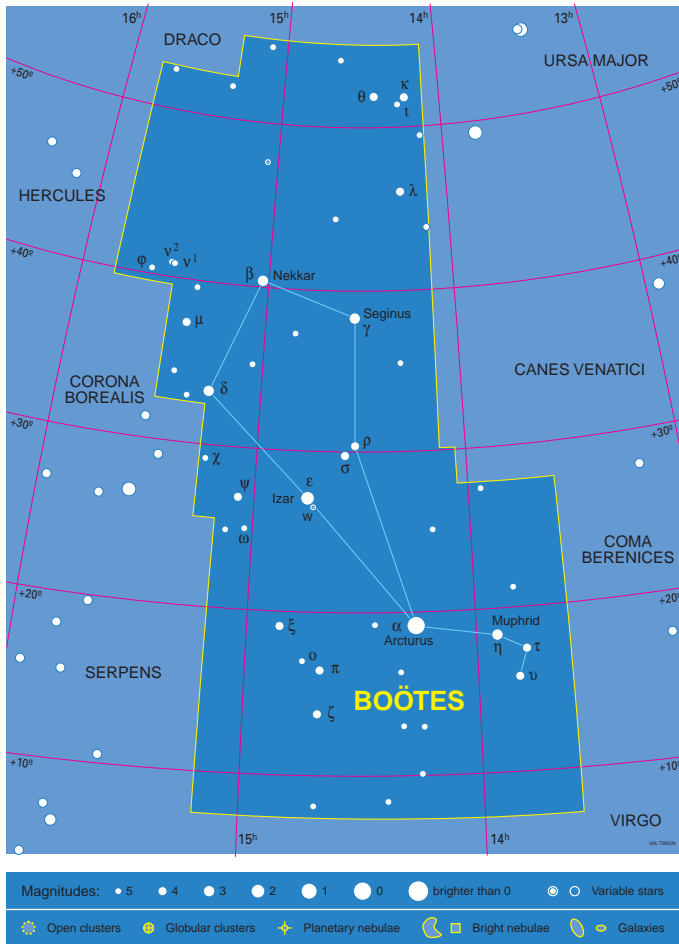 16h
15h
14h
13h
DRACO
URSA MAJOR
+50º
+50º
θ
κ
ι
HERCULES
λ
+40º
+40º
φ
ν2
ν1
β
Nekkar
Seginus
γ
μ
CORONA
BOREALIS
δ
CANES VENATICI
+30º
+30º
χ
ρ
σ
ψ
ε
Izar
w
ω
COMA
BERENICES
+20º
+20º
ξ
α
Arcturus
Muphrid
η
τ
SERPENS
ο
π
υ
BOÖTES
ζ
+10º
+10º
VIRGO
15h
14h
WIL TIRION
Magnitudes: 5 4 3 2 1 0 brighter than 0 Variable stars
Open clusters Globular clusters Planetary nebulae Bright nebulae Galaxies